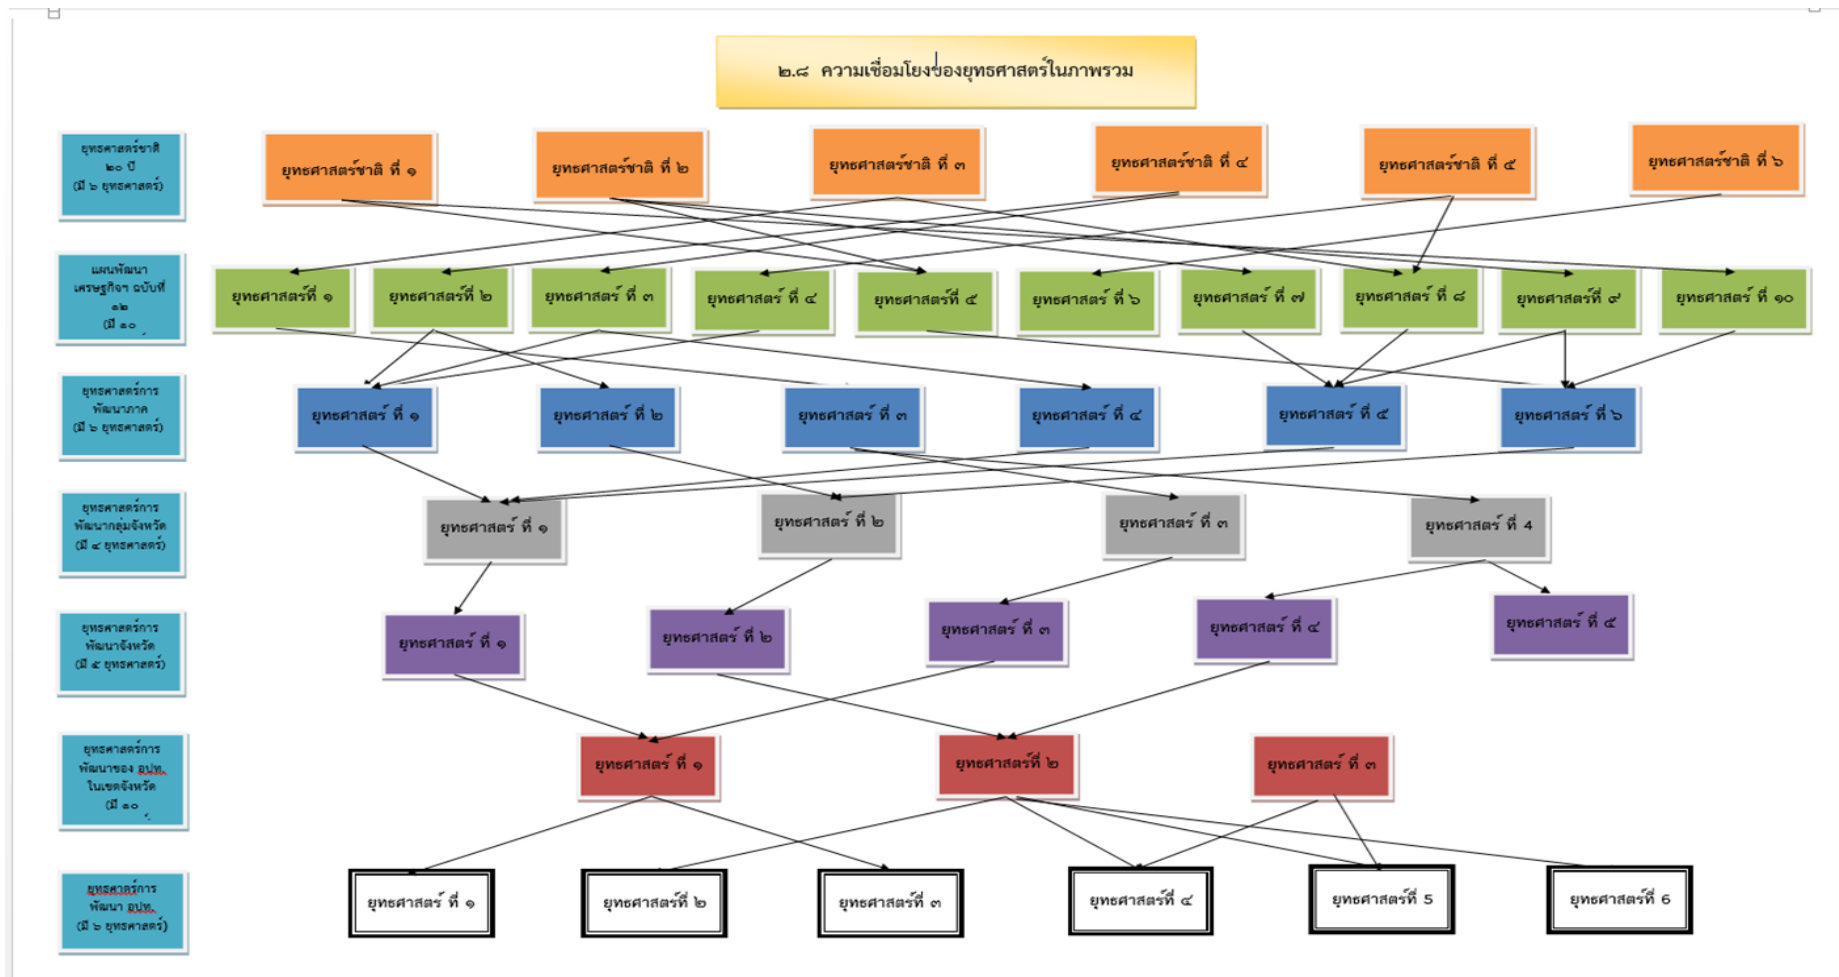 ๒.๘ ความเชื่อมโยงของยุทธศาสตร์ในภาพรวม
ยุทธศาสตร์ชาติ
๒๐ ปี
(มี ๖ ยุทธศาสตร์)
ยุทธศาสตร์ชาติ ที่ ๑
ยุทธศาสตร์ชาติ ที่ ๒
ยุทธศาสตร์ชาติ ที่ ๓
ยุทธศาสตร์ชาติ ที่ ๔
ยุทธศาสตร์ชาติ ที่ ๕
ยุทธศาสตร์ชาติ ที่ ๖
แผนพัฒนา
เศรษฐกิจฯ ฉบับที่
๑๒
(มี ๑๐
ยุทธศาสตร์ที่ ๑
ยุทธศาสตร์ที่ ๒
ยุทธศาสตร์ ที่ ๓
ยุทธศาสตร์ ที่ ๔
ยุทธศาสตร์ที่ ๕
ยุทธศาสตร์ ที่ ๖
ยุทธศาสตร์ ที่ ๗
ยุทธศาสตร์ ที่ ๘
ยุทธศาสตร์ที่ ๙
ยุทธศาสตร์ ที่ ๑๐
ยุทธศาสตร์การ
พัฒนาภาค
(มี ๖ ยุทธศาสตร์)
ยุทธศาสตร์ ที่ ๑
ยุทธศาสตร์ ที่ ๒
ยุทธศาสตร์ ที่ ๓
ยุทธศาสตร์ ที่ ๔
ยุทธศาสตร์ ที่ ๕
ยุทธศาสตร์ ที่ ๖
ยุทธศาสตร์การ
พัฒนากลุ่มจังหวัด
(มี ๔ ยุทธศาสตร์)
ยุทธศาสตร์ ที่ ๑
ยุทธศาสตร์ ที่ ๒
ยุทธศาสตร์ ที่ ๓
ยุทธศาสตร์ ที่ 4
ยุทธศาสตร์การ
พัฒนาจังหวัด
(มี ๕ ยุทธศาสตร์)
ยุทธศาสตร์ ที่ ๑
ยุทธศาสตร์ ที่ ๒
ยุทธศาสตร์ ที่ ๓
ยุทธศาสตร์ ที่ ๔
ยุทธศาสตร์ ที่ ๕
ยุทธศาสตร์การ
พัฒนาของ อปท.
ในเขตจังหวัด
(มี ๑๐
ยุทธศาสตร์ ที่ ๑
ยุทธศาสตร์ที่ ๒
ยุทธศาสตร์ ที่ ๓
ยุทธศาตร์การ
พัฒนา อปท.
(มี ๖ ยุทธศาสตร์)
ยุทธศาสตร์ ที่ ๑
ยุทธศาสตร์ที่ ๒
ยุทธศาสตร์ที่ ๓
ยุทธศาสตร์ที่ ๔
ยุทธศาสตร์ที่ 5
ยุทธศาสตร์ที่ 6